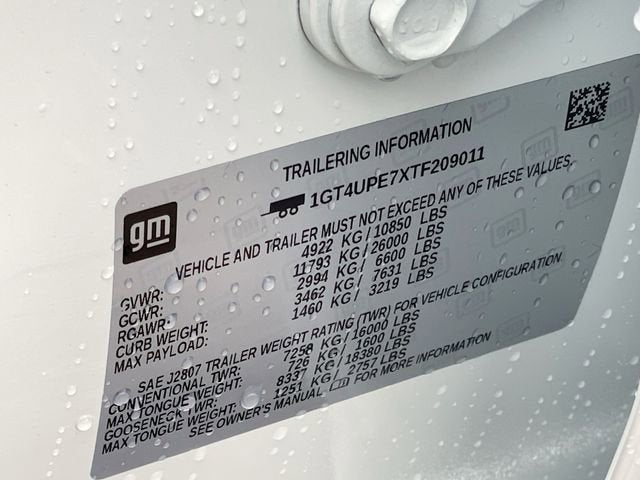 TRAILERING INFORMATION
gm
1GT4UPE7XTF209011
VEHICLE AND TRAILER MUST NOT EXCEED ANY OF THESE VALUES.
GVWR: 4922 KG / 10850 LBS
GCWR: 11793 KG / 26000 LBS
RGAWR: 2994 KG / 6600 LBS
CURB WEIGHT: 3462 KG / 7631 LBS
MAX PAYLOAD: 1460 KG / 3219 LBS
SAE J2807 TRAILER WEIGHT RATING (TWR) FOR VEHICLE CONFIGURATION
CONVENTIONAL TWR: 7258 KG / 16000 LBS
MAX TONGUE WEIGHT: 726 KG / 1600 LBS
GOOSENECK TWR: 8337 KG / 18380 LBS
MAX TONGUE WEIGHT: 1251 KG / 2757 LBS
SEE OWNER'S MANUAL FOR MORE INFORMATION